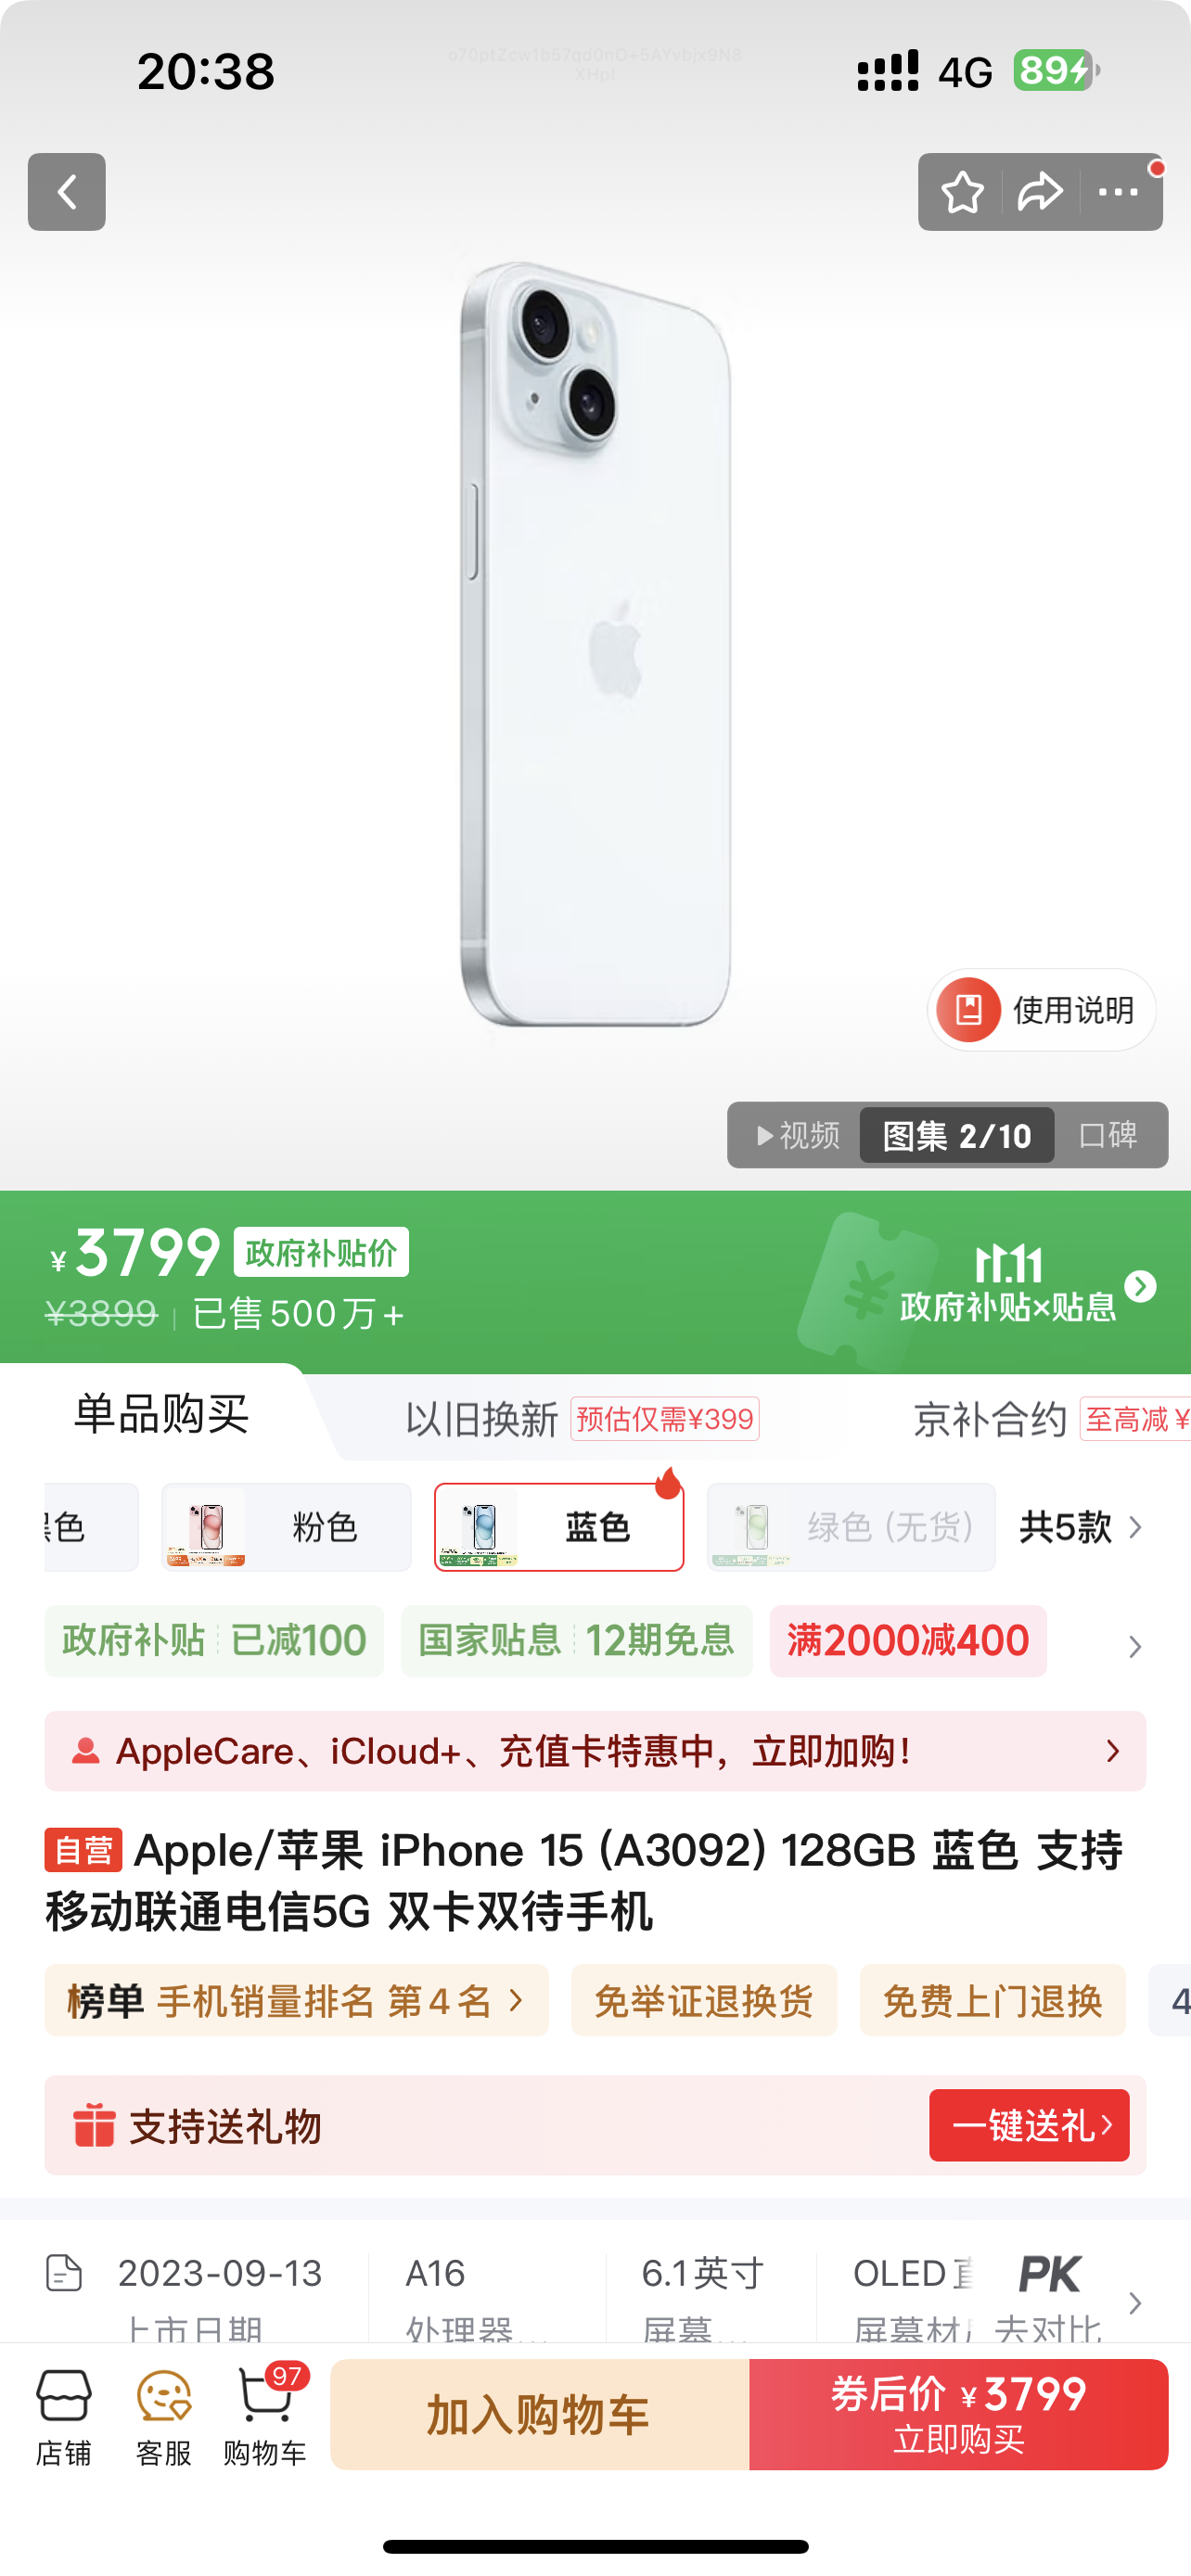 20:38
4G
89
使用说明
视频
图集 2/10
口碑
¥3799 政府补贴价
¥3899 已售500万+
11.11
政府补贴×贴息
单品购买
以旧换新 预估仅需¥399
京补合约 至高减¥
色
粉色
蓝色
绿色 (无货)
共5款
政府补贴 已减100
国家贴息 12期免息
满2000减400
AppleCare、iCloud+、充值卡特惠中，立即加购！
自营 Apple/苹果 iPhone 15 (A3092) 128GB 蓝色 支持
移动联通电信5G 双卡双待手机
榜单 手机销量排名 第4名
免举证退换货
免费上门退换
4
支持送礼物
一键送礼
2023-09-13
A16
6.1英寸
OLED
PK
上市日期
处理器...
屏幕...
屏幕材
去对比
店铺
客服
97
购物车
加入购物车
券后价 ¥3799
立即购买